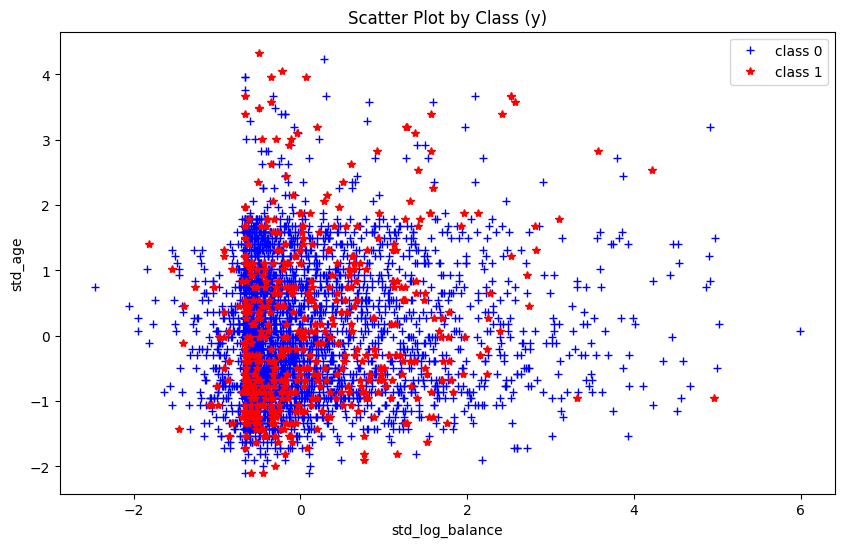 Scatter Plot by Class (y)
class 0
class 1
4
3
2
1
0
−1
−2
std_age
−2
0
2
4
6
std_log_balance